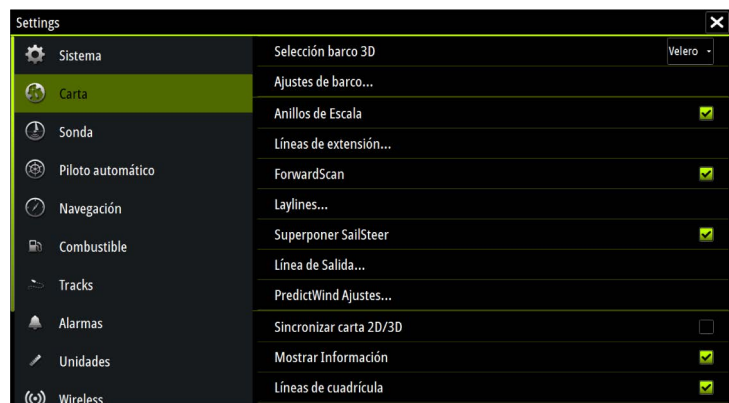 Settings
Sistema
Carta
Sonda
Piloto automático
Navegación
Combustible
Tracks
Alarmas
Unidades
Wireless
Selección barco 3D
Velero
Ajustes de barco...
Anillos de Escala
Líneas de extensión...
ForwardScan
Laylines...
Superponer SailSteer
Línea de Salida...
PredictWind Ajustes...
Sincronizar carta 2D/3D
Mostrar Información
Líneas de cuadrícula